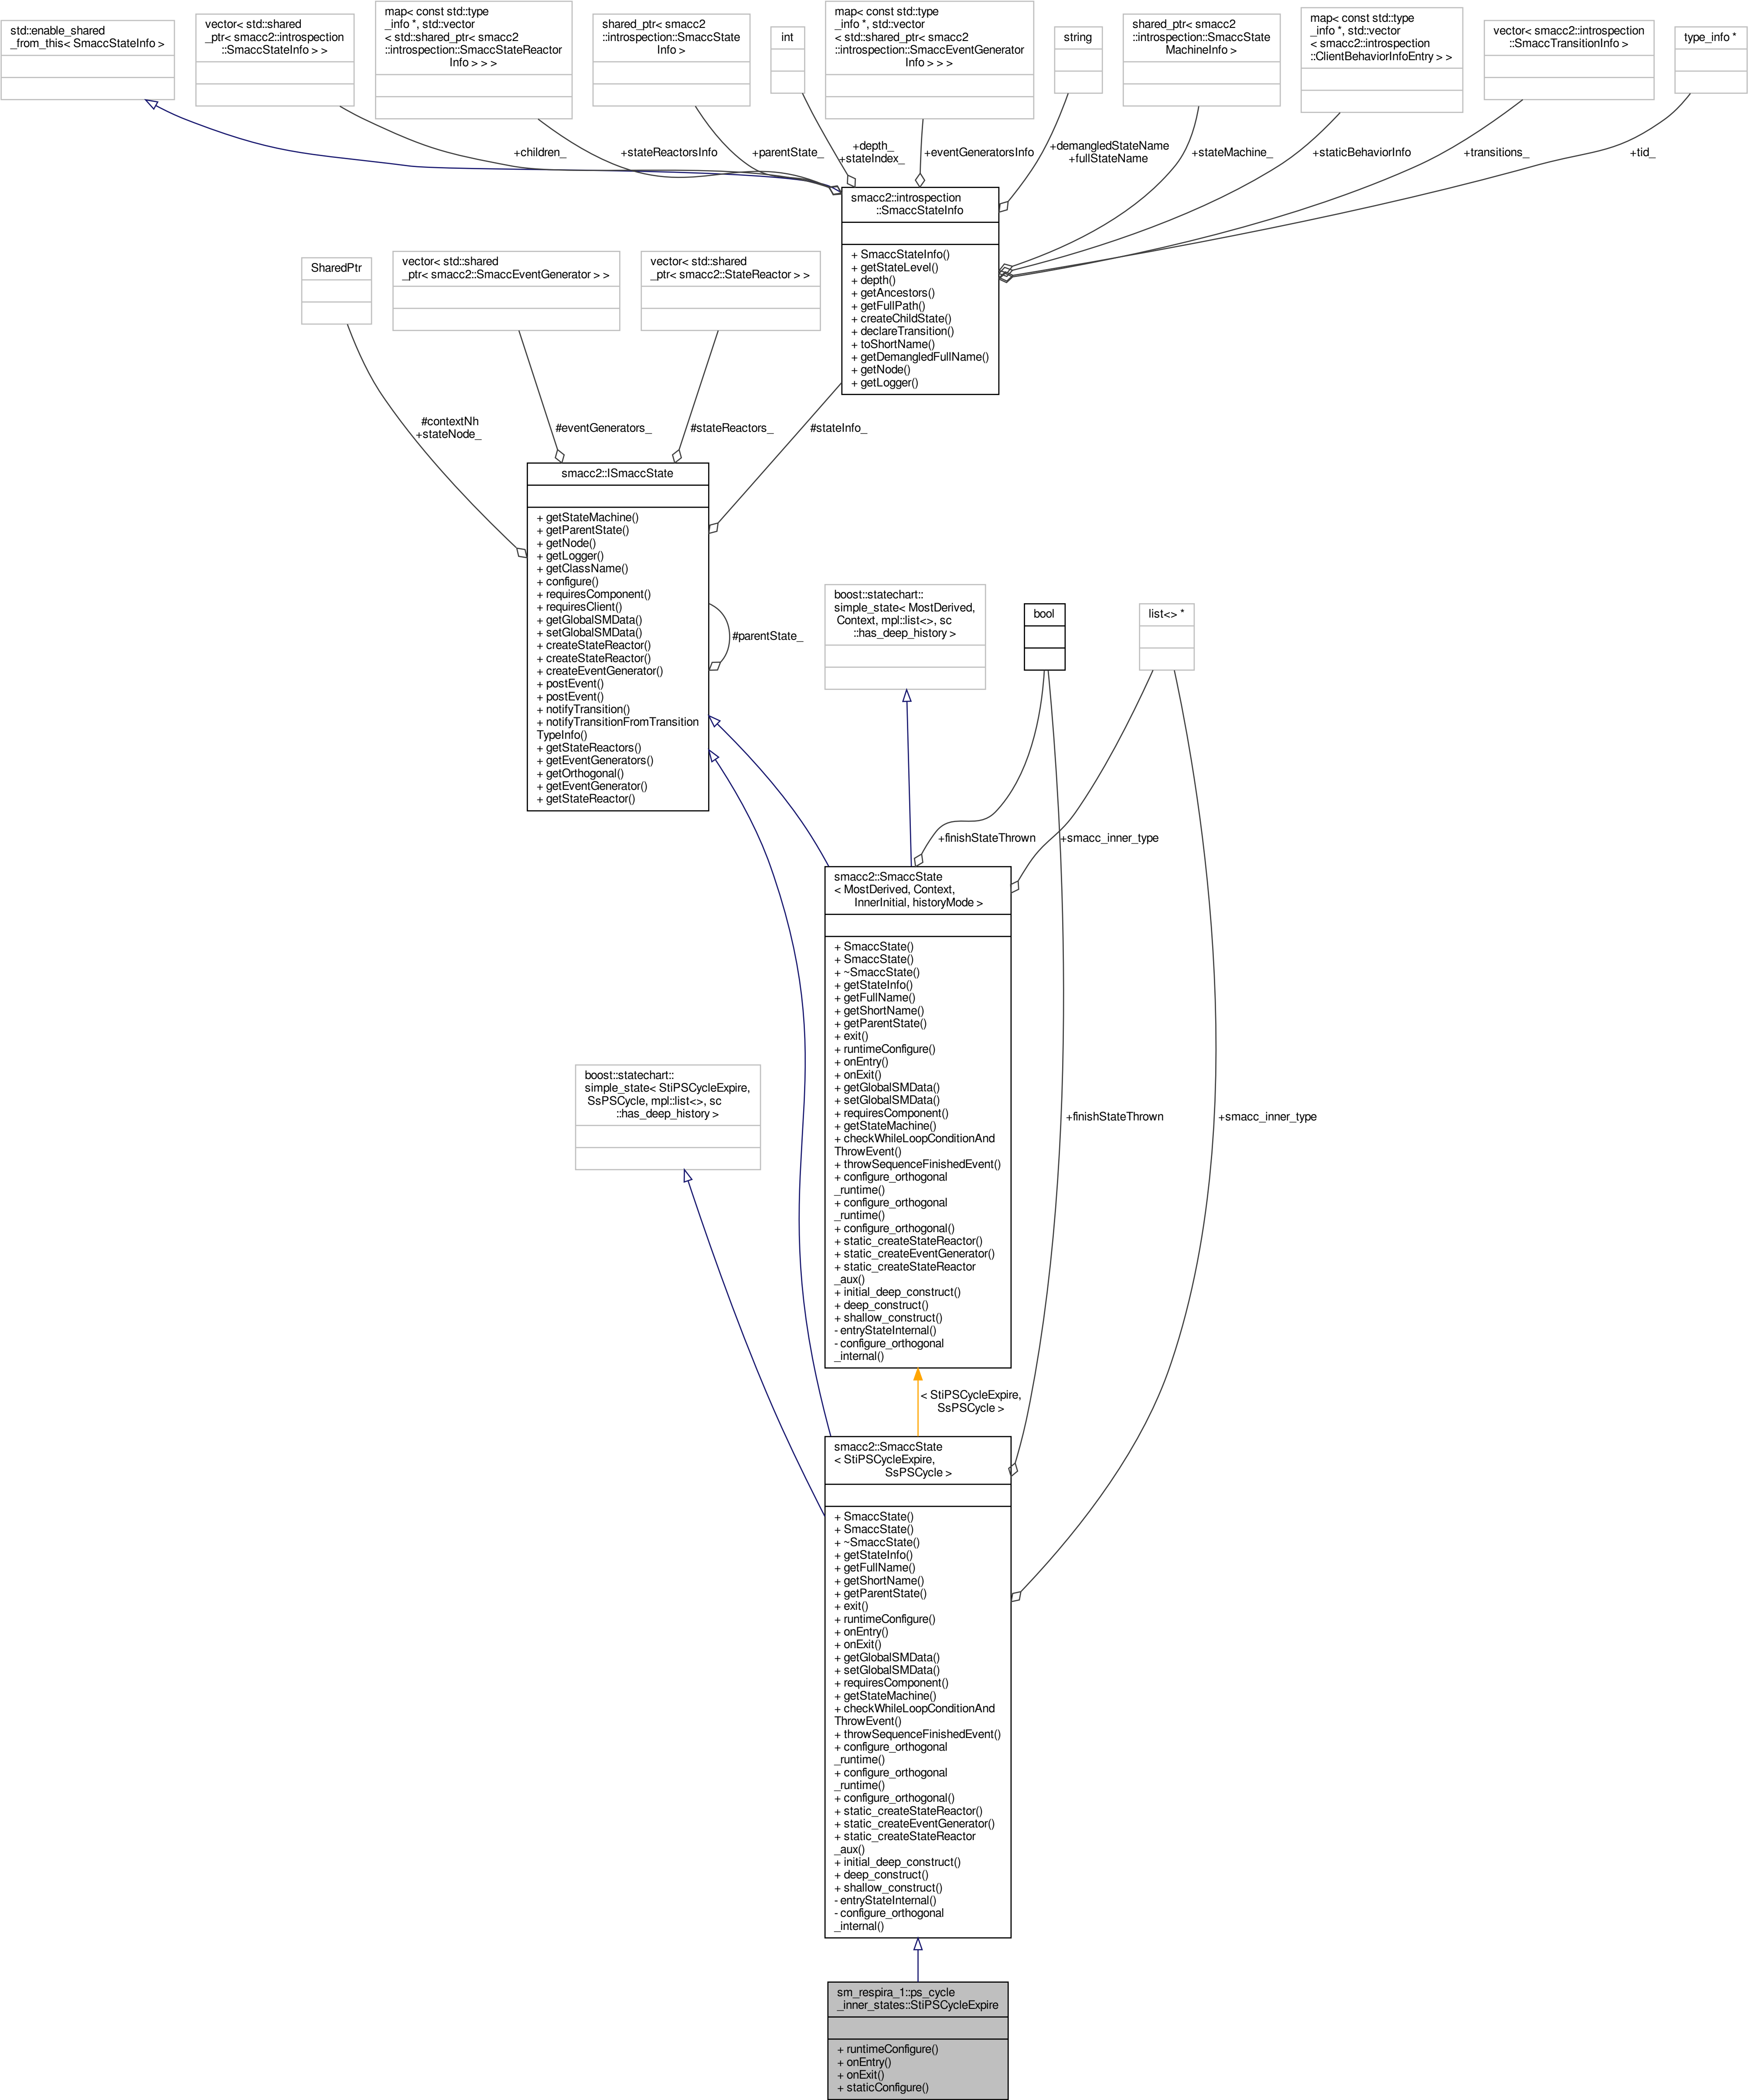 std::enable_shared
_from_this< SmaccStateInfo >
vector< std::shared
_ptr< smacc2::introspection
::SmaccStateInfo > >
map< const std::type
_info *, std::vector
< std::shared_ptr< smacc2
::introspection::SmaccStateReactor
Info > > >
shared_ptr< smacc2
::introspection::SmaccState
Info >
int
map< const std::type
_info *, std::vector
< std::shared_ptr< smacc2
::introspection::SmaccEventGenerator
Info > > >
string
shared_ptr< smacc2
::introspection::SmaccState
MachineInfo >
map< const std::type
_info *, std::vector
< smacc2::introspection
::ClientBehaviorInfoEntry > >
vector< smacc2::introspection
::SmaccTransitionInfo >
type_info *
+children_
+stateReactorsInfo
+parentState_
+depth_
+stateIndex_
+eventGeneratorsInfo
+demangledStateName
+fullStateName
+stateMachine_
+staticBehaviorInfo
+transitions_
+tid_
smacc2::introspection
::SmaccStateInfo
+ SmaccStateInfo()
+ getStateLevel()
+ depth()
+ getAncestors()
+ getFullPath()
+ createChildState()
+ declareTransition()
+ toShortName()
+ getDemangledFullName()
+ getNode()
+ getLogger()
SharedPtr
vector< std::shared
_ptr< smacc2::SmaccEventGenerator > >
vector< std::shared
_ptr< smacc2::StateReactor > >
#contextNh
+stateNode_
#eventGenerators_
#stateReactors_
#stateInfo_
smacc2::ISmaccState
+ getStateMachine()
+ getParentState()
+ getNode()
+ getLogger()
+ getClassName()
+ configure()
+ requiresComponent()
+ requiresClient()
+ getGlobalSMData()
+ setGlobalSMData()
+ createStateReactor()
+ createStateReactor()
+ createEventGenerator()
+ postEvent()
+ postEvent()
+ notifyTransition()
+ notifyTransitionFromTransition
TypeInfo()
+ getStateReactors()
+ getEventGenerators()
+ getOrthogonal()
+ getEventGenerator()
+ getStateReactor()
#parentState_
boost::statechart::
simple_state< MostDerived,
Context, mpl::list<>, sc
::has_deep_history >
bool
list<> *
+finishStateThrown
+smacc_inner_type
smacc2::SmaccState
< MostDerived, Context,
InnerInitial, historyMode >
+ SmaccState()
+ SmaccState()
+ ~SmaccState()
+ getStateInfo()
+ getFullName()
+ getShortName()
+ getParentState()
+ exit()
+ runtimeConfigure()
+ onEntry()
+ onExit()
+ getGlobalSMData()
+ setGlobalSMData()
+ requiresComponent()
+ getStateMachine()
+ checkWhileLoopConditionAnd
ThrowEvent()
+ throwSequenceFinishedEvent()
+ configure_orthogonal
_runtime()
+ configure_orthogonal
_runtime()
+ configure_orthogonal()
+ static_createStateReactor()
+ static_createEventGenerator()
+ static_createStateReactor
_aux()
+ initial_deep_construct()
+ deep_construct()
+ shallow_construct()
- entryStateInternal()
- configure_orthogonal
_internal()
boost::statechart::
simple_state< StiPSCycleExpire,
SsPSCycle, mpl::list<>, sc
::has_deep_history >
+finishStateThrown
+smacc_inner_type
< StiPSCycleExpire,
SsPSCycle >
smacc2::SmaccState
< StiPSCycleExpire,
SsPSCycle >
+ SmaccState()
+ SmaccState()
+ ~SmaccState()
+ getStateInfo()
+ getFullName()
+ getShortName()
+ getParentState()
+ exit()
+ runtimeConfigure()
+ onEntry()
+ onExit()
+ getGlobalSMData()
+ setGlobalSMData()
+ requiresComponent()
+ getStateMachine()
+ checkWhileLoopConditionAnd
ThrowEvent()
+ throwSequenceFinishedEvent()
+ configure_orthogonal
_runtime()
+ configure_orthogonal
_runtime()
+ configure_orthogonal()
+ static_createStateReactor()
+ static_createEventGenerator()
+ static_createStateReactor
_aux()
+ initial_deep_construct()
+ deep_construct()
+ shallow_construct()
- entryStateInternal()
- configure_orthogonal
_internal()
sm_respira_1::ps_cycle
_inner_states::StiPSCycleExpire
+ runtimeConfigure()
+ onEntry()
+ onExit()
+ staticConfigure()